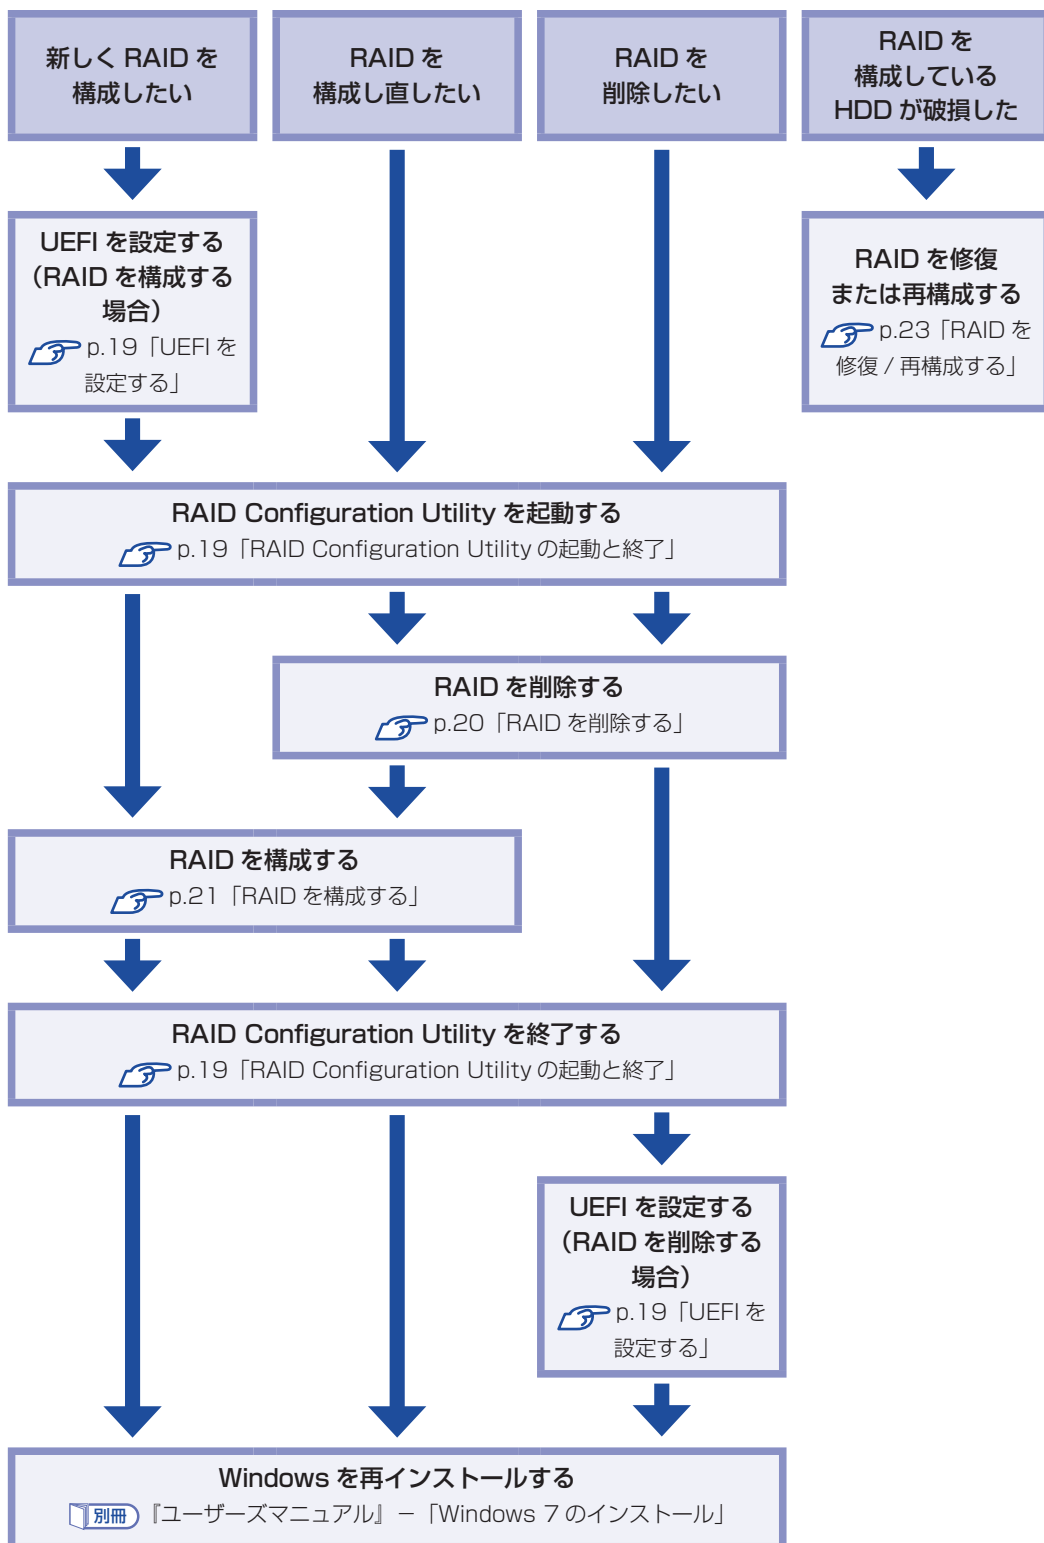 新しく RAID を
構成したい
RAID を
構成し直したい
RAID を
削除したい
RAID を
構成している
HDD が破損した
UEFI を設定する
（RAID を構成する
場合）
p.19「UEFI を
設定する」
RAID を修復
または再構成する
p.23「RAID を
修復 / 再構成する」
RAID Configuration Utility を起動する
p.19「RAID Configuration Utility の起動と終了」
RAID を削除する
p.20「RAID を削除する」
RAID を構成する
p.21「RAID を構成する」
RAID Configuration Utility を終了する
p.19「RAID Configuration Utility の起動と終了」
UEFI を設定する
（RAID を削除する
場合）
p.19「UEFI を
設定する」
Windows を再インストールする
別冊 『ユーザーズマニュアル』－「Windows 7 のインストール」